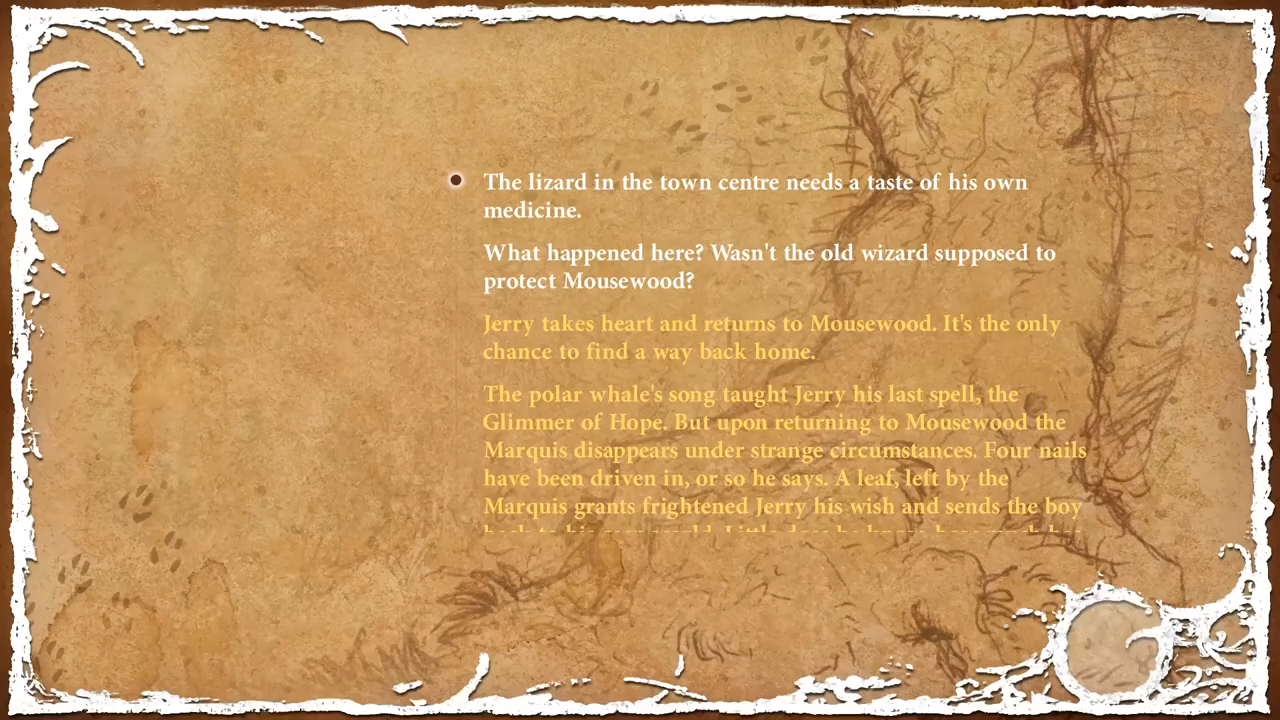 The lizard in the town centre needs a taste of his own
medicine.
What happened here? Wasn't the old wizard supposed to
protect Mousewood?
Jerry takes heart and returns to Mousewood. It's the only
chance to find a way back home.
The polar whale's song taught Jerry his last spell, the
Glimmer of Hope. But upon returning to Mousewood the
Marquis disappears under strange circumstances. Four nails
have been driven in, or so he says. A leaf, left by the
Marquis grants frightened Jerry his wish and sends the boy